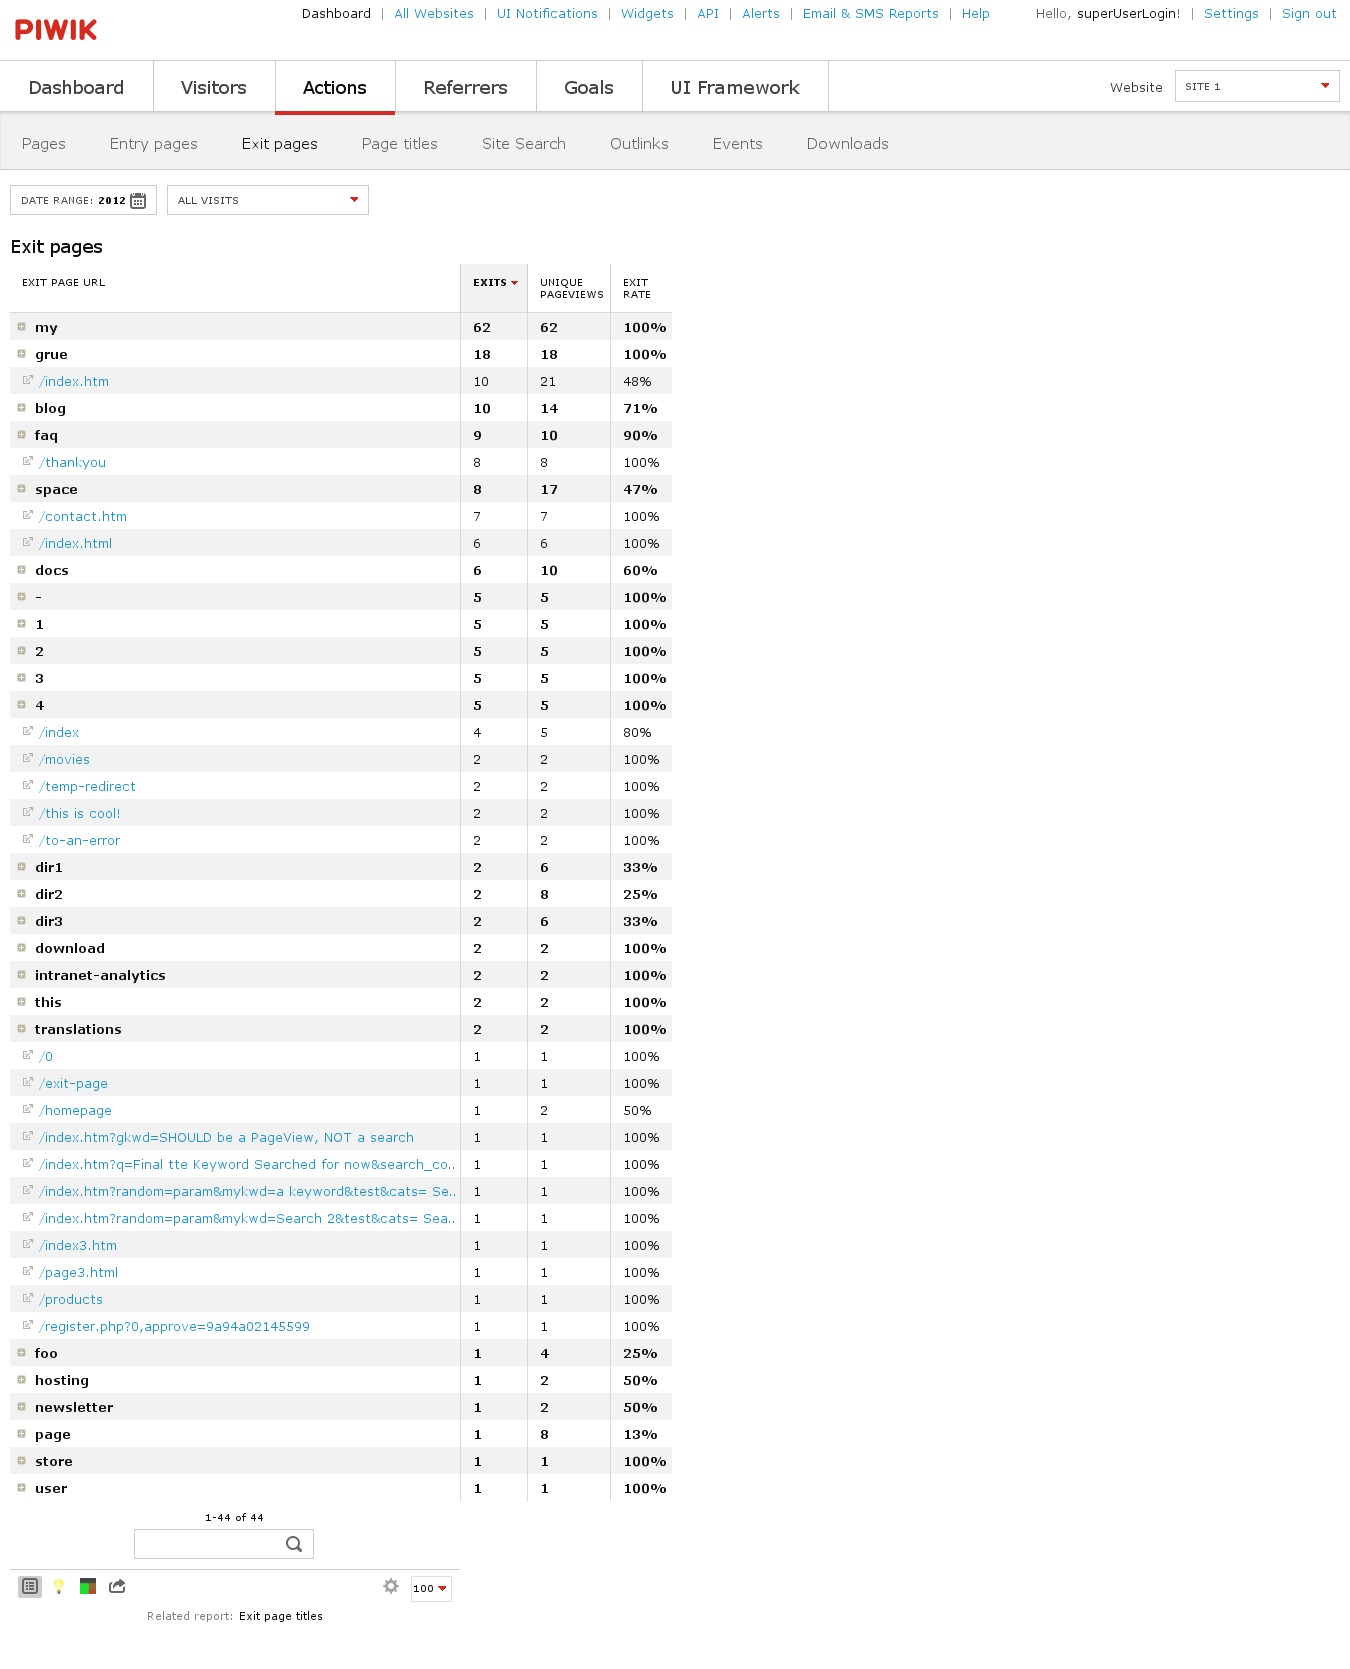 PIWIK
Dashboard | All Websites | UI Notifications | Widgets | API | Alerts | Email & SMS Reports | Help Hello, superUserLogin! | Settings | Sign out
Dashboard Visitors Actions Referrers Goals UI Framework Website SITE 1
Pages Entry pages Exit pages Page titles Site Search Outlinks Events Downloads
DATE RANGE: 2012 ALL VISITS
Exit pages
EXIT PAGE URL EXITS UNIQUE PAGEVIEWS EXIT RATE
my 62 62 100%
grue 18 18 100%
/index.htm 10 21 48%
blog 10 14 71%
faq 9 10 90%
/thankyou 8 8 100%
space 8 17 47%
/contact.htm 7 7 100%
/index.html 6 6 100%
docs 6 10 60%
- 5 5 100%
1 5 5 100%
2 5 5 100%
3 5 5 100%
4 5 5 100%
/index 4 5 80%
/movies 2 2 100%
/temp-redirect 2 2 100%
/this is cool! 2 2 100%
/to-an-error 2 2 100%
dir1 2 6 33%
dir2 2 8 25%
dir3 2 6 33%
download 2 2 100%
intranet-analytics 2 2 100%
this 2 2 100%
translations 2 2 100%
/0 1 1 100%
/exit-page 1 1 100%
/homepage 1 2 50%
/index.htm?gkwd=SHOULD be a PageView, NOT a search 1 1 100%
/index.htm?q=Final tte Keyword Searched for now&search_co.. 1 1 100%
/index.htm?random=param&mykwd=a keyword&test&cats= Se.. 1 1 100%
/index.htm?random=param&mykwd=Search 2&test&cats= Sea.. 1 1 100%
/index3.htm 1 1 100%
/page3.html 1 1 100%
/products 1 1 100%
/register.php?0,approve=9a94a02145599 1 1 100%
foo 1 4 25%
hosting 1 2 50%
newsletter 1 2 50%
page 1 8 13%
store 1 1 100%
user 1 1 100%
1-44 of 44
100
Related report: Exit page titles